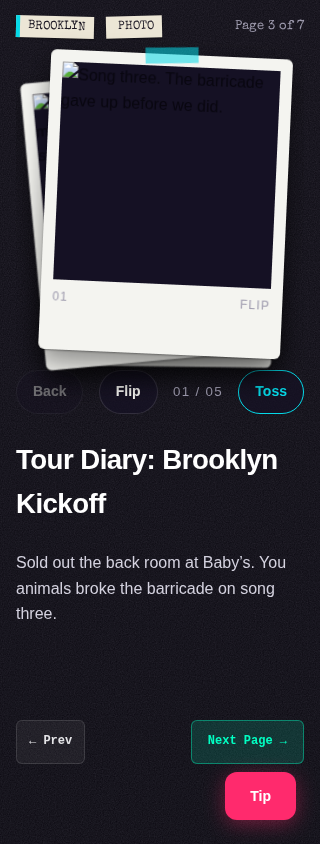 BROOKLYN PHOTO Page 3 of 7
Song three. The barricade
gave up before we did.
01 FLIP
Back Flip 01 / 05 Toss
Tour Diary: Brooklyn
Kickoff
Sold out the back room at Baby’s. You
animals broke the barricade on song
three.
← Prev Next Page →
Tip